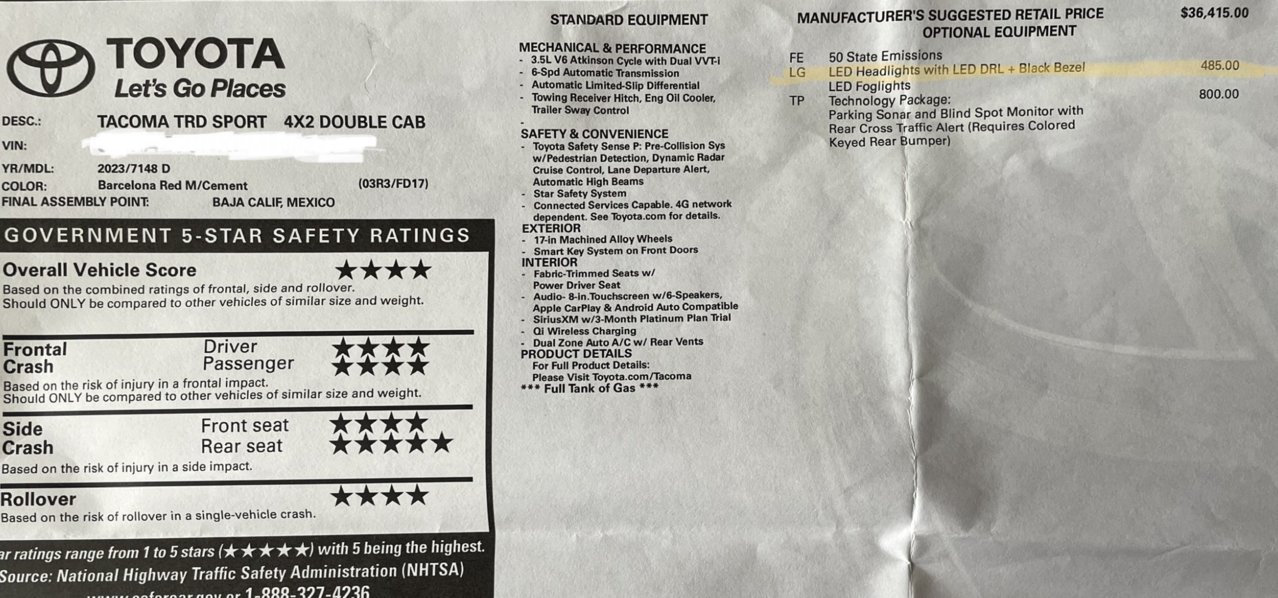 TOYOTA
Let's Go Places
DESC.: TACOMA TRD SPORT 4X2 DOUBLE CAB
VIN:
YR/MDL: 2023/7148 D
COLOR: Barcelona Red M/Cement (03R3/FD17)
FINAL ASSEMBLY POINT: BAJA CALIF, MEXICO
GOVERNMENT 5-STAR SAFETY RATINGS
Overall Vehicle Score ★★★★
Based on the combined ratings of frontal, side and rollover.
Should ONLY be compared to other vehicles of similar size and weight.
Frontal Driver ★★★★
Crash Passenger ★★★★
Based on the risk of injury in a frontal impact.
Should ONLY be compared to other vehicles of similar size and weight.
Side Front seat ★★★★
Crash Rear seat ★★★★★
Based on the risk of injury in a side impact.
Rollover ★★★★
Based on the risk of rollover in a single-vehicle crash.
ar ratings range from 1 to 5 stars (★★★★★) with 5 being the highest.
Source: National Highway Traffic Safety Administration (NHTSA)
www.safercar.gov or 1-888-327-4236
STANDARD EQUIPMENT
MECHANICAL & PERFORMANCE
- 3.5L V6 Atkinson Cycle with Dual VVT-i
- 6-Spd Automatic Transmission
- Automatic Limited-Slip Differential
- Towing Receiver Hitch, Eng Oil Cooler,
Trailer Sway Control
-
SAFETY & CONVENIENCE
- Toyota Safety Sense P: Pre-Collision Sys
w/Pedestrian Detection, Dynamic Radar
Cruise Control, Lane Departure Alert,
Automatic High Beams
- Star Safety System
- Connected Services Capable. 4G network
dependent. See Toyota.com for details.
EXTERIOR
- 17-in Machined Alloy Wheels
- Smart Key System on Front Doors
INTERIOR
- Fabric-Trimmed Seats w/
Power Driver Seat
- Audio- 8-in.Touchscreen w/6-Speakers,
Apple CarPlay & Android Auto Compatible
- SiriusXM w/3-Month Platinum Plan Trial
- Qi Wireless Charging
- Dual Zone Auto A/C w/ Rear Vents
PRODUCT DETAILS
For Full Product Details:
Please Visit Toyota.com/Tacoma
*** Full Tank of Gas ***
MANUFACTURER'S SUGGESTED RETAIL PRICE $36,415.00
OPTIONAL EQUIPMENT
FE 50 State Emissions
LG LED Headlights with LED DRL + Black Bezel 485.00
LED Foglights
TP Technology Package: 800.00
Parking Sonar and Blind Spot Monitor with
Rear Cross Traffic Alert (Requires Colored
Keyed Rear Bumper)